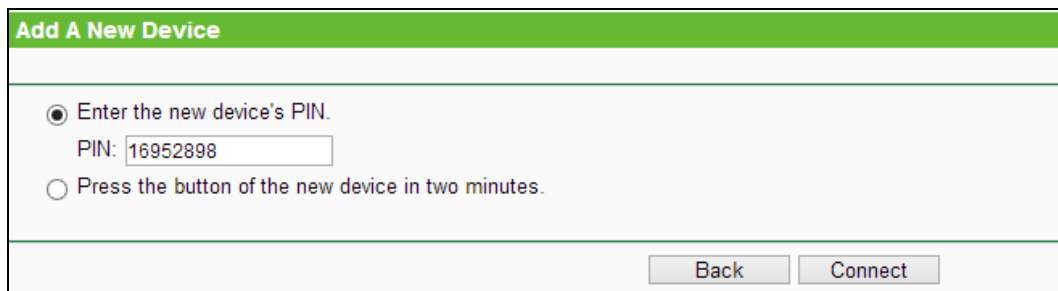 Add A New Device
Enter the new device's PIN.
PIN: 16952898
Press the button of the new device in two minutes.
Back Connect